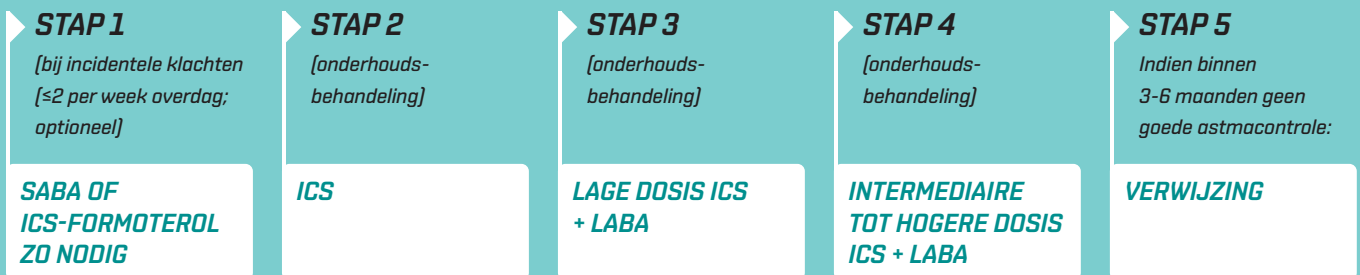 STAP 1
(bij incidentele klachten
(≤2 per week overdag;
optioneel)
SABA OF
ICS-FORMOTEROL
ZO NODIG
STAP 2
(onderhouds-
behandeling)
ICS
STAP 3
(onderhouds-
behandeling)
LAGE DOSIS ICS
+ LABA
STAP 4
(onderhouds-
behandeling)
INTERMEDIAIRE
TOT HOGERE DOSIS
ICS + LABA
STAP 5
Indien binnen
3-6 maanden geen
goede astmacontrole:
VERWIJZING